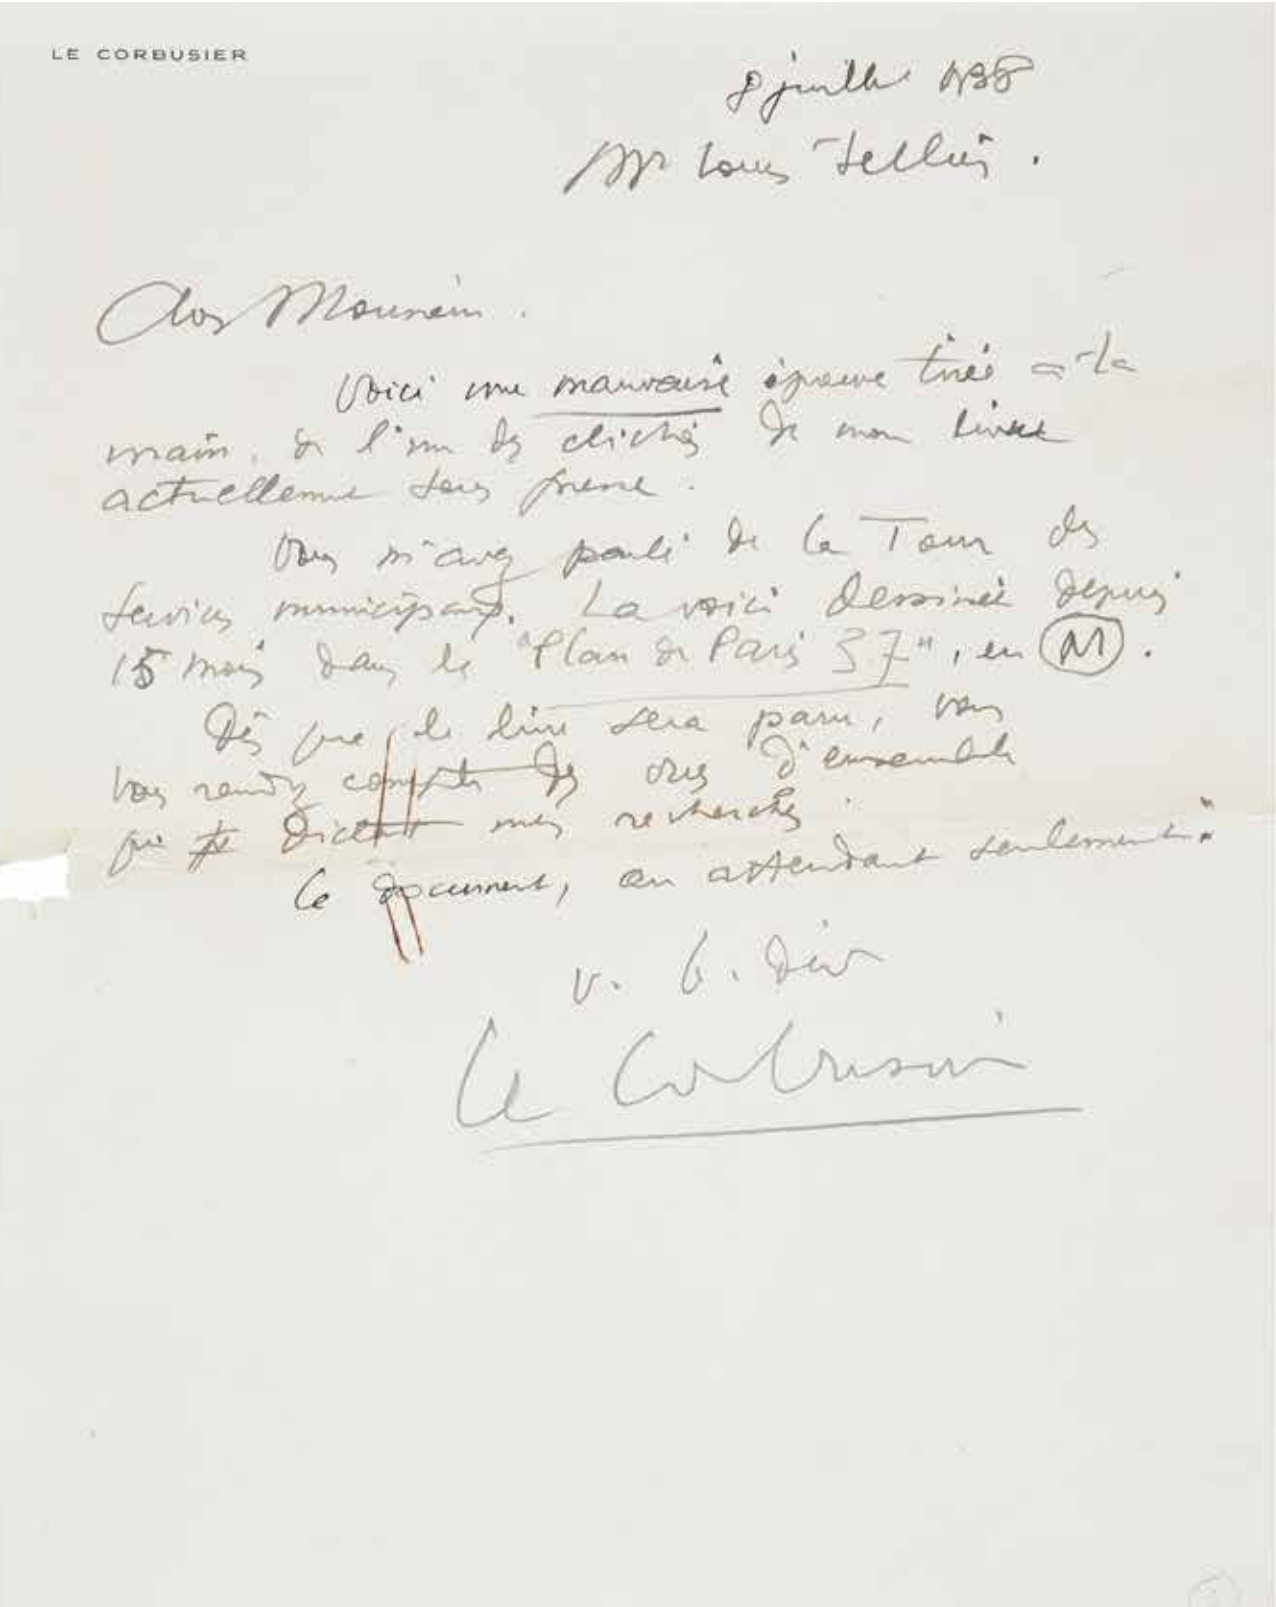 LE CORBUSIER
8 juillet 1938
Mr Louis Tellier.
Cher Monsieur.
Voici une mauvaise épreuve tirée à la
main, de l'un des clichés de mon livre
actuellement sous presse.
Vous m'avez parlé de la Tour des
services municipaux. La voici dessinée depuis
15 mois dans le "Plan de Paris 37", en M.
Dès que le livre sera paru, vous
vous rendrez compte des vues d'ensemble
qui dictent mes recherches.
Ce document, en attendant seulement.
v. b. dév
Le Corbusier